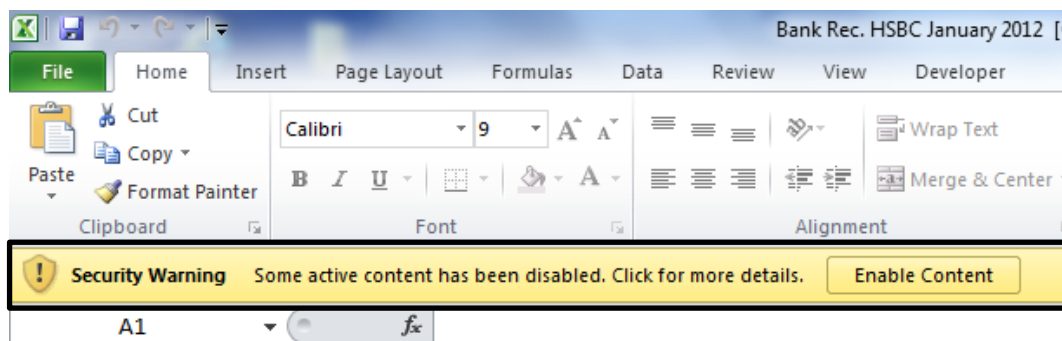 Bank Rec. HSBC January 2012 [
File Home Insert Page Layout Formulas Data Review View Developer
Cut
Copy
Paste
Format Painter
Calibri 9 A A
B I U A
Wrap Text
Merge & Center
Clipboard Font Alignment
! Security Warning Some active content has been disabled. Click for more details. Enable Content
A1 fx